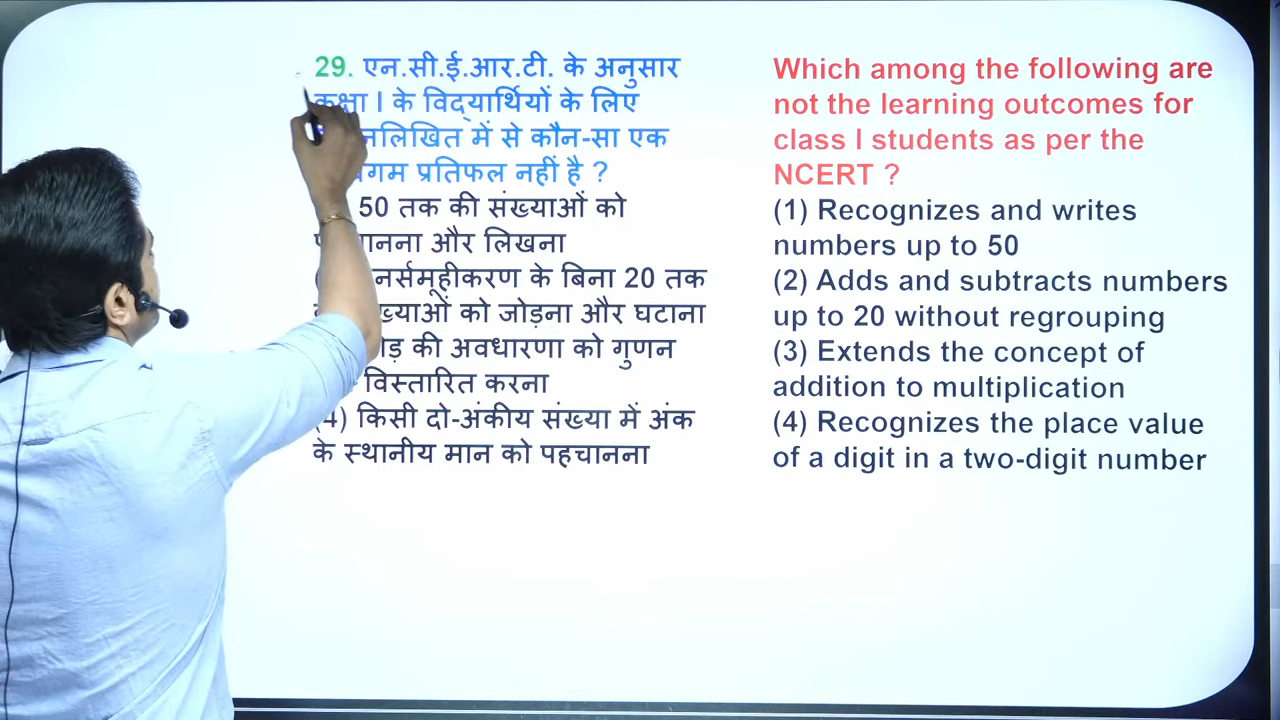 29. एन.सी.ई.आर.टी. के अनुसार
कक्षा I के विद्यार्थियों के लिए
में से कौन-सा एक
प्रतिफल नहीं है ?
50 तक की संख्याओं को
और लिखना
के बिना 20 तक
को जोड़ना और घटाना
की अवधारणा को गुणन
विस्तारित करना
(4) किसी दो-अंकीय संख्या में अंक
के स्थानीय मान को पहचानना
Which among the following are
not the learning outcomes for
class I students as per the
NCERT ?
(1) Recognizes and writes
numbers up to 50
(2) Adds and subtracts numbers
up to 20 without regrouping
(3) Extends the concept of
addition to multiplication
(4) Recognizes the place value
of a digit in a two-digit number